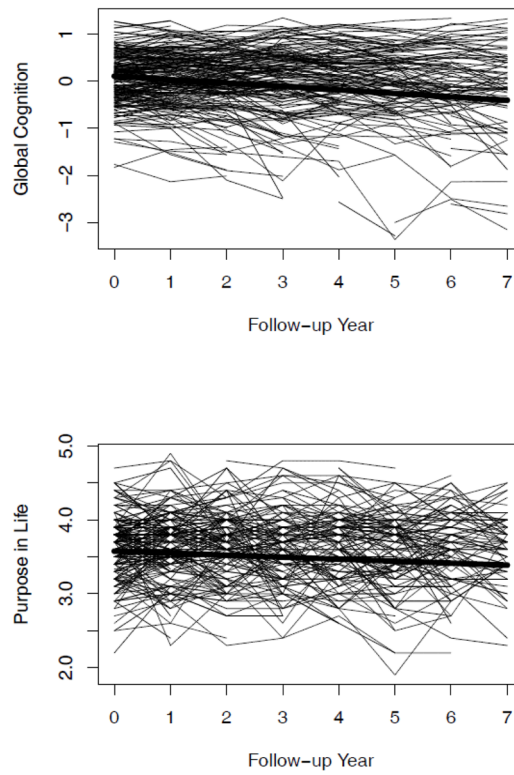 Global Cognition
1
0
−1
−2
−3
0 1 2 3 4 5 6 7
Follow−up Year
Purpose in Life
5.0
4.0
3.0
2.0
0 1 2 3 4 5 6 7
Follow−up Year